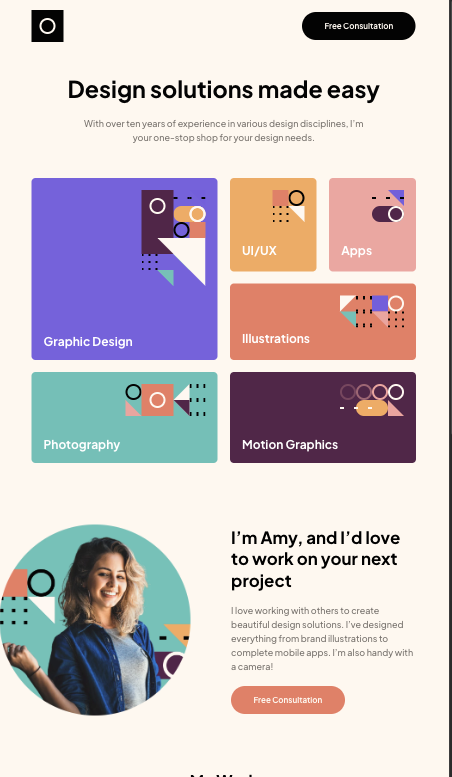 Free Consultation
Design solutions made easy
With over ten years of experience in various design disciplines, I'm
your one-stop shop for your design needs.
UI/UX
Apps
Graphic Design
Illustrations
Photography
Motion Graphics
I'm Amy, and I'd love
to work on your next
project
I love working with others to create
beautiful design solutions. I've designed
everything from brand illustrations to
complete mobile apps. I'm also handy with
a camera!
Free Consultation